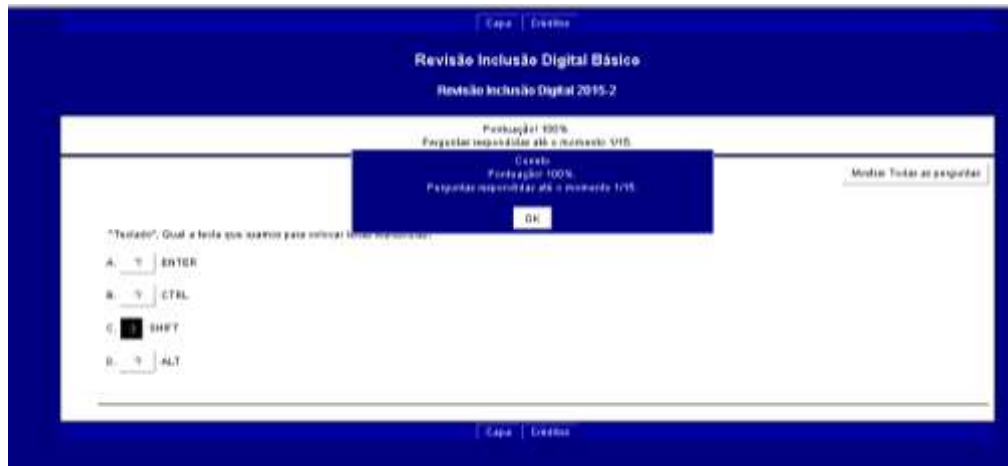 Capa Créditos
Revisão Inclusão Digital Básico
Revisão Inclusão Digital 2015-2
Pontuação! 100%
Perguntas respondidas até o momento 1/15.
Correto
Pontuação! 100%.
Perguntas respondidas até o momento 1/15.
OK
Mostrar Todas as perguntas
"Teclado". Qual a tecla que usamos para colocar letras
A. ? ENTER
B. ? CTRL
C. SHIFT
D. ? ALT
Capa Créditos